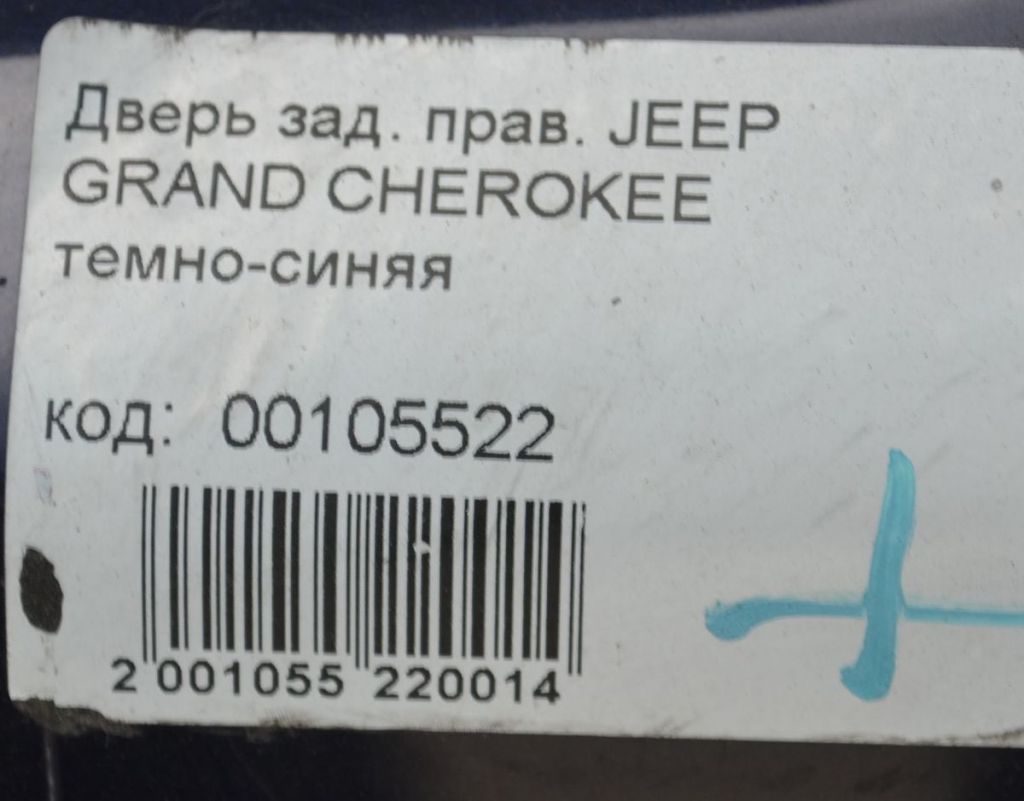 Дверь зад. прав. JEEP
GRAND CHEROKEE
темно-синяя
код: 00105522
2 001055 220014